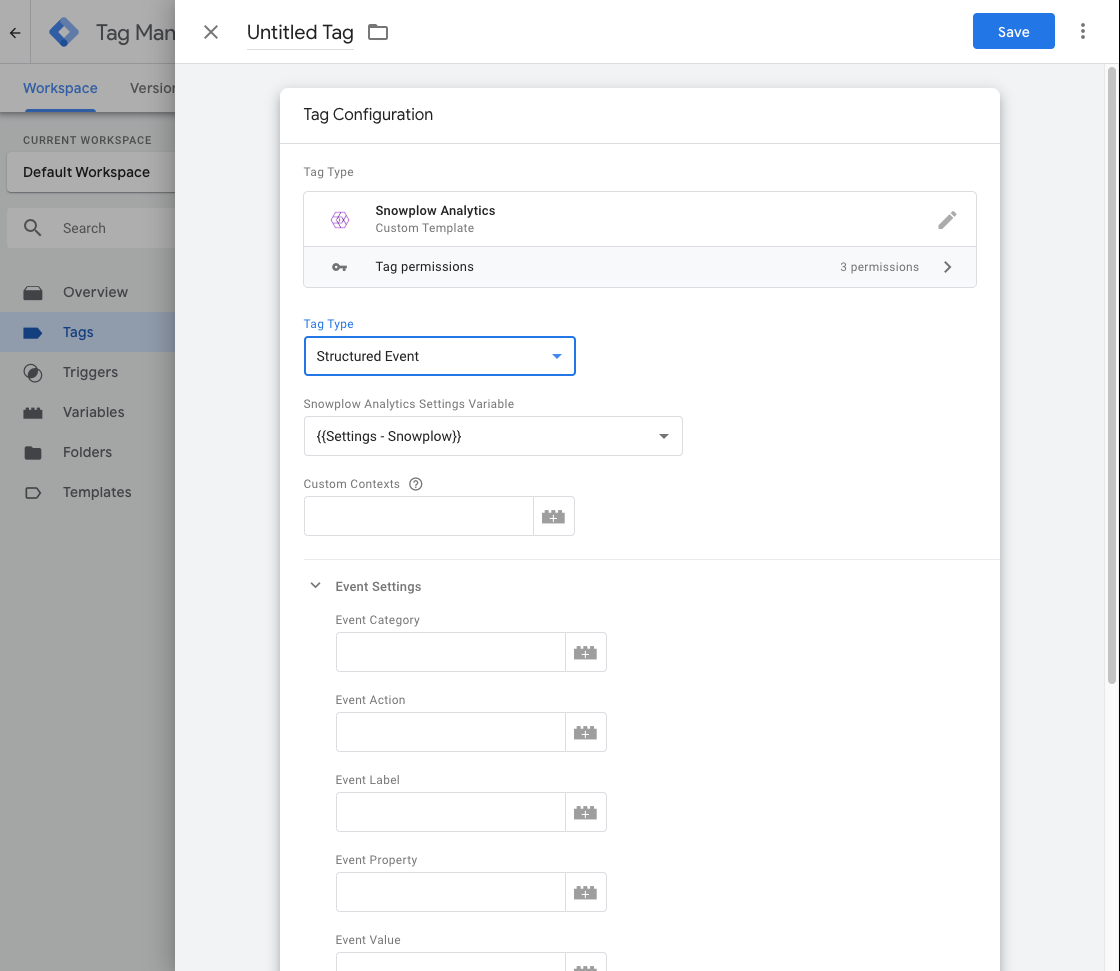 Tag Man
Untitled Tag
Save
Workspace
Version
CURRENT WORKSPACE
Default Workspace
Search
Overview
Tags
Triggers
Variables
Folders
Templates
Tag Configuration
Tag Type
Snowplow Analytics
Custom Template
Tag permissions
3 permissions
Tag Type
Structured Event
Snowplow Analytics Settings Variable
{{Settings - Snowplow}}
Custom Contexts
Event Settings
Event Category
Event Action
Event Label
Event Property
Event Value